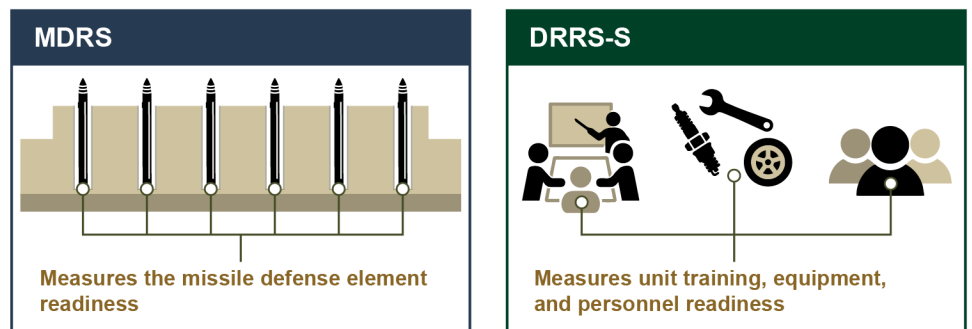 MDRS
Measures the missile defense element
readiness
DRRS-S
Measures unit training, equipment,
and personnel readiness